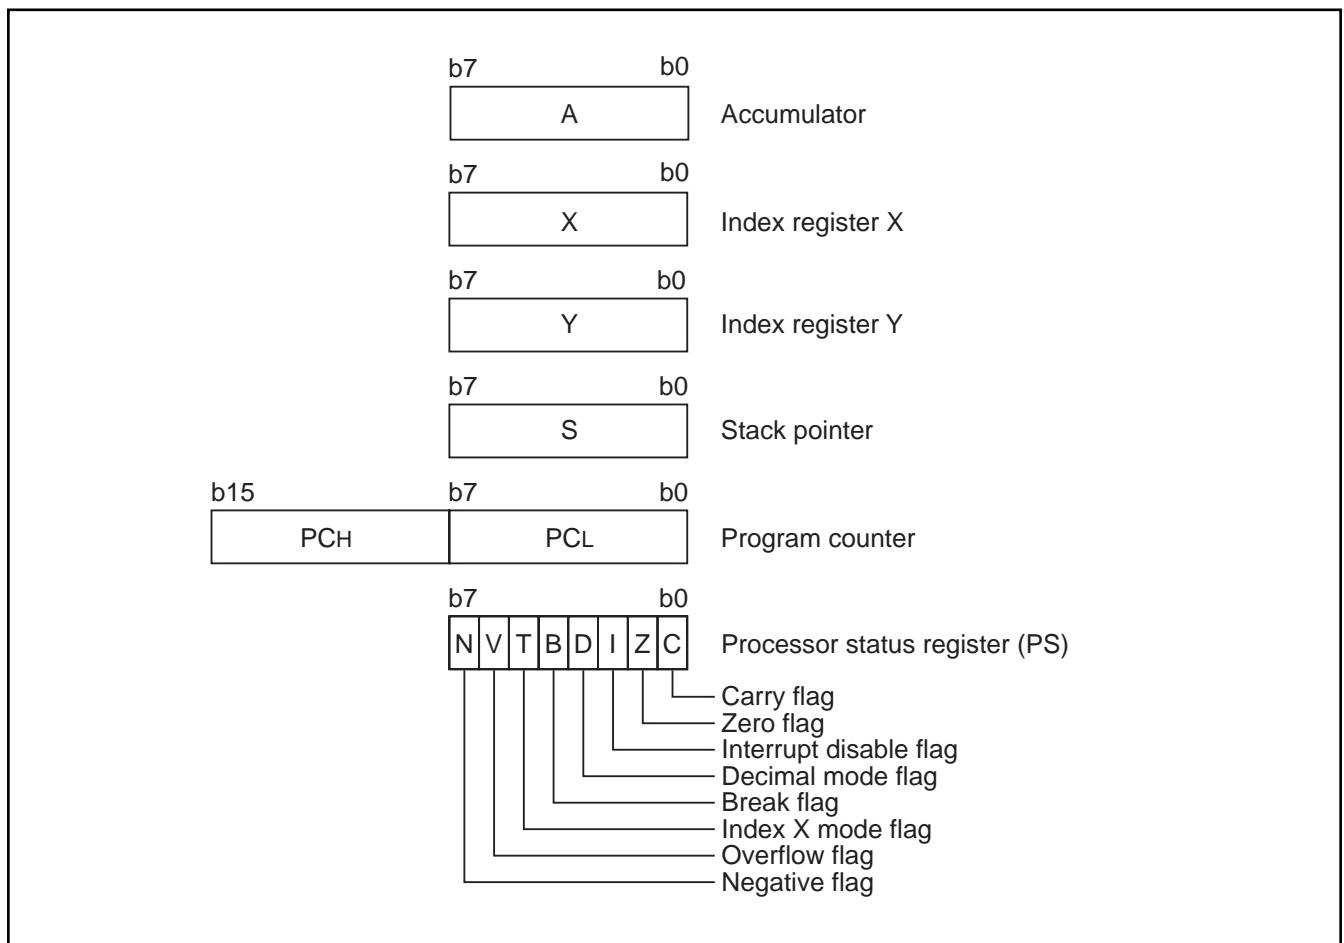 b7 b0
A Accumulator
b7 b0
X Index register X
b7 b0
Y Index register Y
b7 b0
S Stack pointer
b15 b7 b0
PCH PCL Program counter
b7 b0
N V T B D I Z C Processor status register (PS)
Carry flag
Zero flag
Interrupt disable flag
Decimal mode flag
Break flag
Index X mode flag
Overflow flag
Negative flag